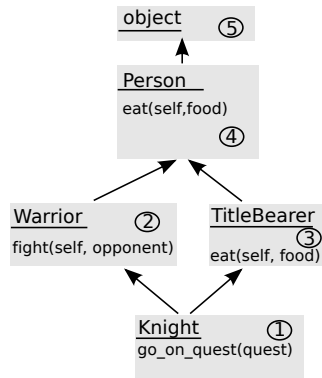 object
⑤
Person
eat(self,food)
④
Warrior ②
fight(self, opponent)
TitleBearer
③
eat(self, food)
Knight ①
go_on_quest(quest)